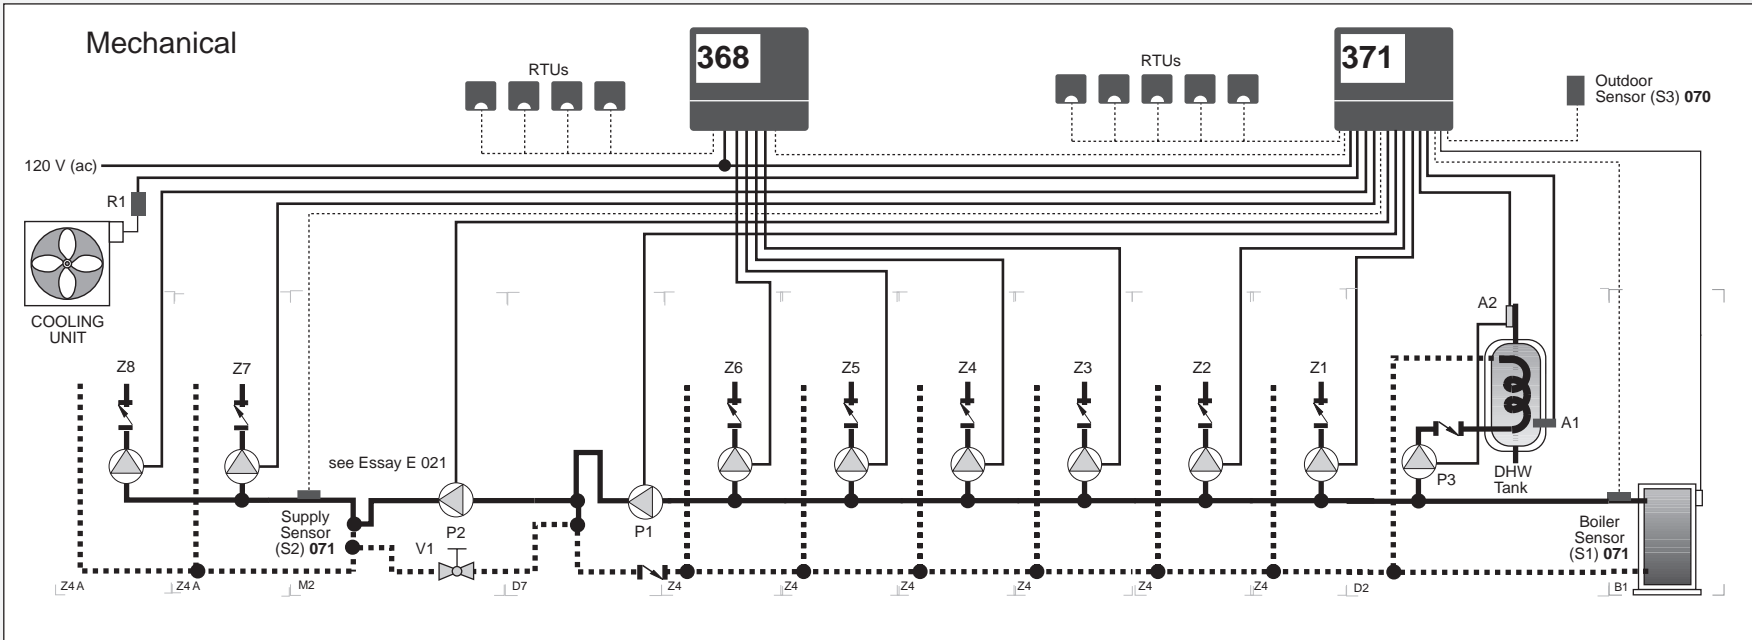 Mechanical
368
371
RTUs
RTUs
Outdoor
Sensor (S3) 070
120 V (ac)
R1
COOLING
UNIT
A2
Z8
Z7
Z6
Z5
Z4
Z3
Z2
Z1
A1
see Essay E 021
P3
DHW
Tank
Supply
Sensor
(S2) 071
P2
P1
V1
Boiler
Sensor
(S1) 071
Z4 A
Z4 A
M2
D7
Z4
Z4
Z4
Z4
Z4
Z4
D2
B1